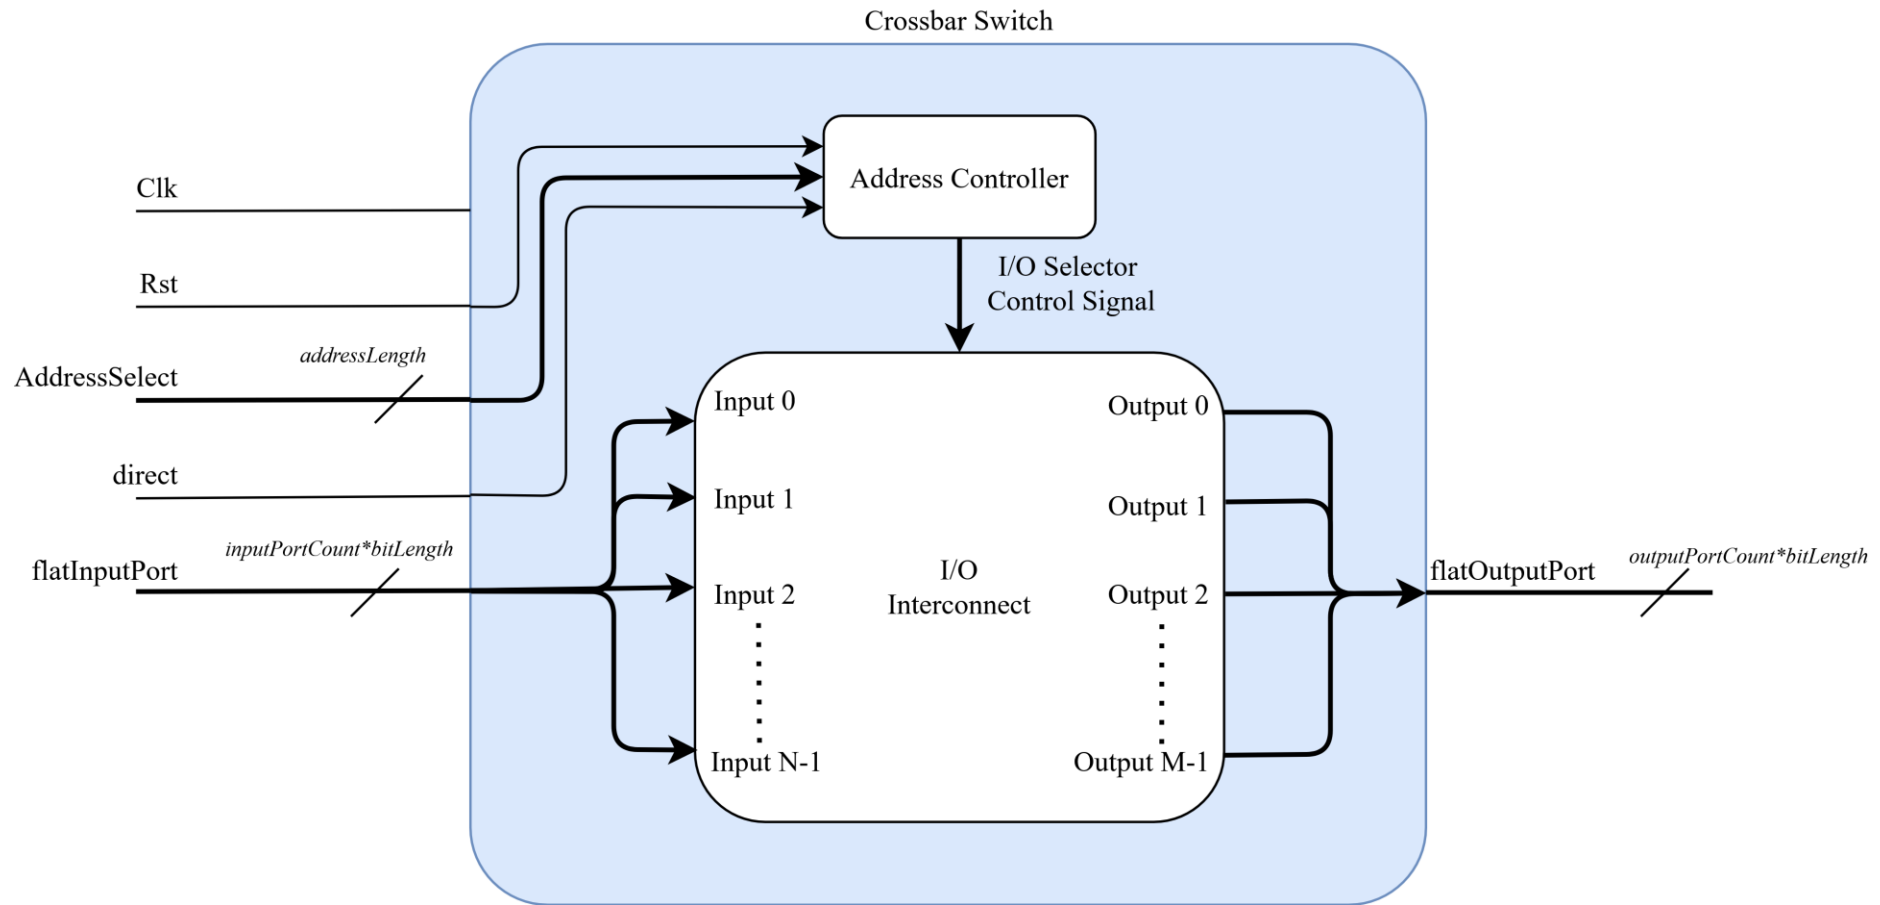 Crossbar Switch
Clk
Address Controller
Rst
I/O Selector
Control Signal
addressLength
AddressSelect
direct
inputPortCount*bitLength
flatInputPort
Input 0
Input 1
Input 2
Input N-1
I/O
Interconnect
Output 0
Output 1
Output 2
Output M-1
flatOutputPort
outputPortCount*bitLength